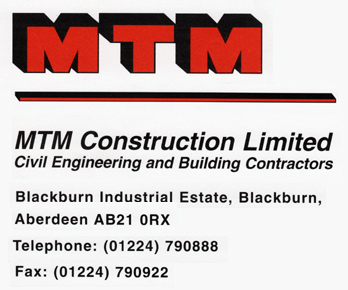 MTM
MTM Construction Limited
Civil Engineering and Building Contractors
Blackburn Industrial Estate, Blackburn,
Aberdeen AB21 0RX
Telephone: (01224) 790888
Fax: (01224) 790922